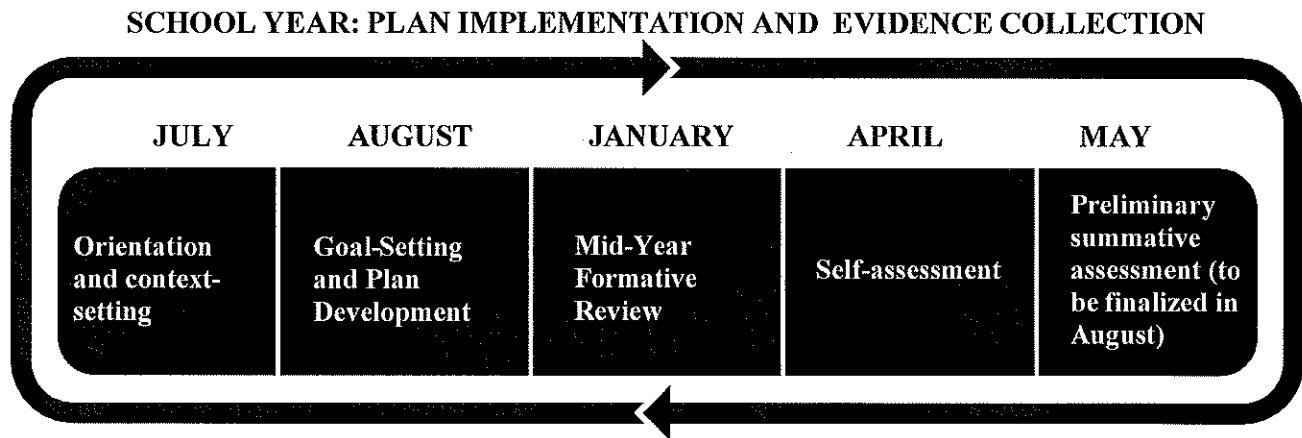 SCHOOL YEAR: PLAN IMPLEMENTATION AND EVIDENCE COLLECTION
JULY
AUGUST
JANUARY
APRIL
MAY
Orientation
and context-
setting
Goal-Setting
and Plan
Development
Mid-Year
Formative
Review
Self-assessment
Preliminary
summative
assessment (to
be finalized in
August)